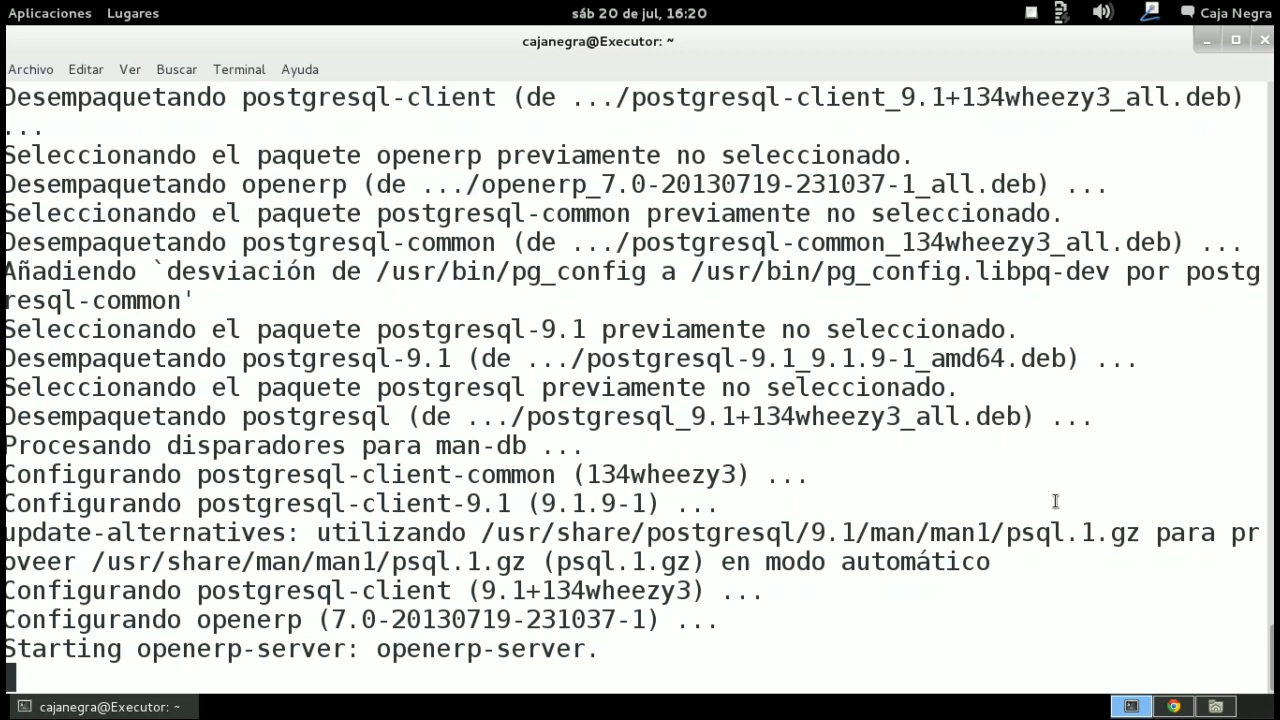 Aplicaciones Lugares sáb 20 de jul, 16:20 Caja Negra
cajanegra@Executor: ~
Archivo Editar Ver Buscar Terminal Ayuda
Desempaquetando postgresql-client (de .../postgresql-client_9.1+134wheezy3_all.deb)
...
Seleccionando el paquete openerp previamente no seleccionado.
Desempaquetando openerp (de .../openerp_7.0-20130719-231037-1_all.deb) ...
Seleccionando el paquete postgresql-common previamente no seleccionado.
Desempaquetando postgresql-common (de .../postgresql-common_134wheezy3_all.deb) ...
Añadiendo `desviación de /usr/bin/pg_config a /usr/bin/pg_config.libpq-dev por postg
resql-common'
Seleccionando el paquete postgresql-9.1 previamente no seleccionado.
Desempaquetando postgresql-9.1 (de .../postgresql-9.1_9.1.9-1_amd64.deb) ...
Seleccionando el paquete postgresql previamente no seleccionado.
Desempaquetando postgresql (de .../postgresql_9.1+134wheezy3_all.deb) ...
Procesando disparadores para man-db ...
Configurando postgresql-client-common (134wheezy3) ...
Configurando postgresql-client-9.1 (9.1.9-1) ...
update-alternatives: utilizando /usr/share/postgresql/9.1/man/man1/psql.1.gz para pr
oveer /usr/share/man/man1/psql.1.gz (psql.1.gz) en modo automático
Configurando postgresql-client (9.1+134wheezy3) ...
Configurando openerp (7.0-20130719-231037-1) ...
Starting openerp-server: openerp-server.
cajanegra@Executor: ~